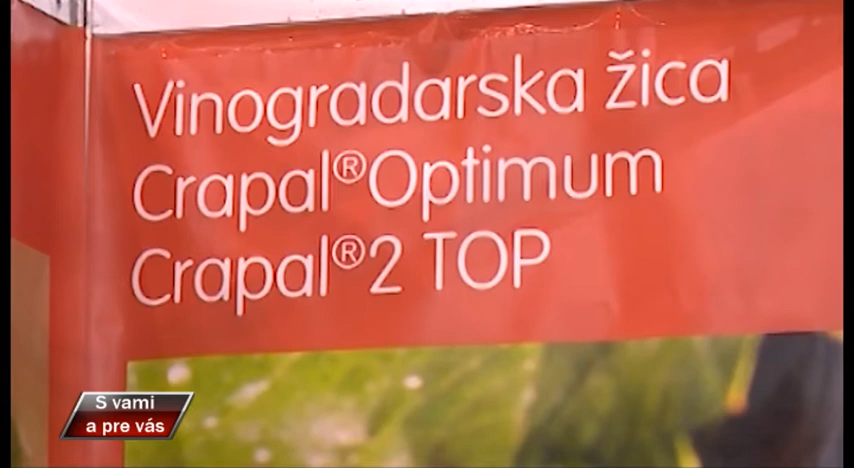 Vinogradarska žica
Crapal®Optimum
Crapal®2 TOP
S vami
a pre vás